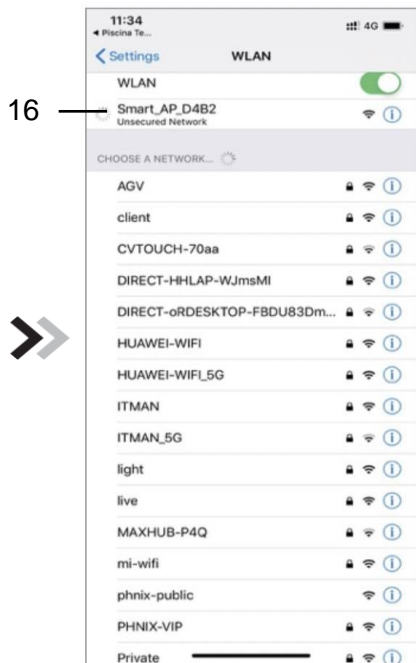 11:34
4G
Piscina Te...
Settings WLAN
WLAN
16
Smart_AP_D4B2
Unsecured Network
CHOOSE A NETWORK...
AGV
client
CVTOUCH-70aa
DIRECT-HHLAP-WJmsMI
DIRECT-oRDESKTOP-FBDU83Dm...
HUAWEI-WIFI
HUAWEI-WIFI_5G
ITMAN
ITMAN_5G
light
live
MAXHUB-P4Q
mi-wifi
phnix-public
PHNIX-VIP
Private